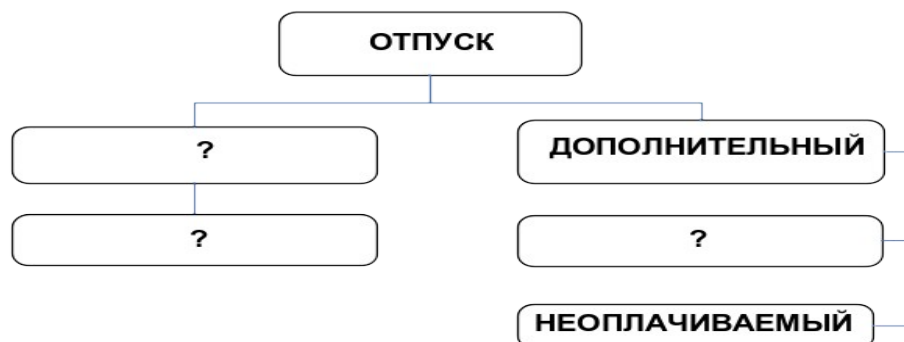 ОТПУСК
?
ДОПОЛНИТЕЛЬНЫЙ
?
?
НЕОПЛАЧИВАЕМЫЙ